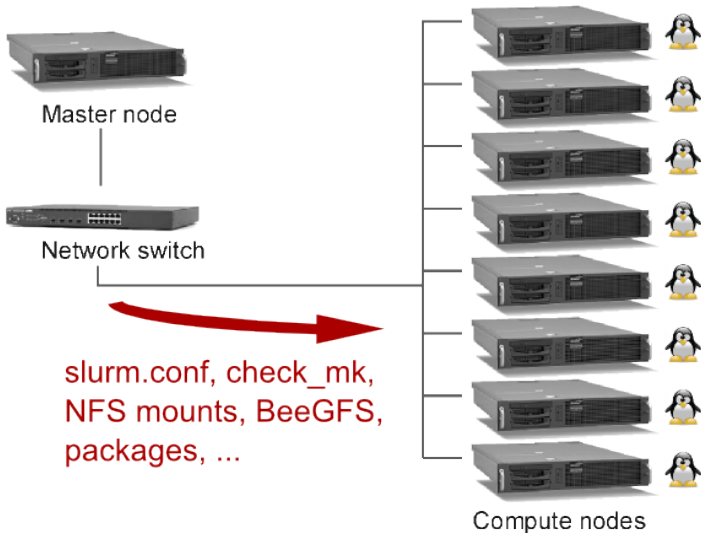 Master node
Network switch
slurm.conf, check_mk,
NFS mounts, BeeGFS,
packages, ...
Compute nodes